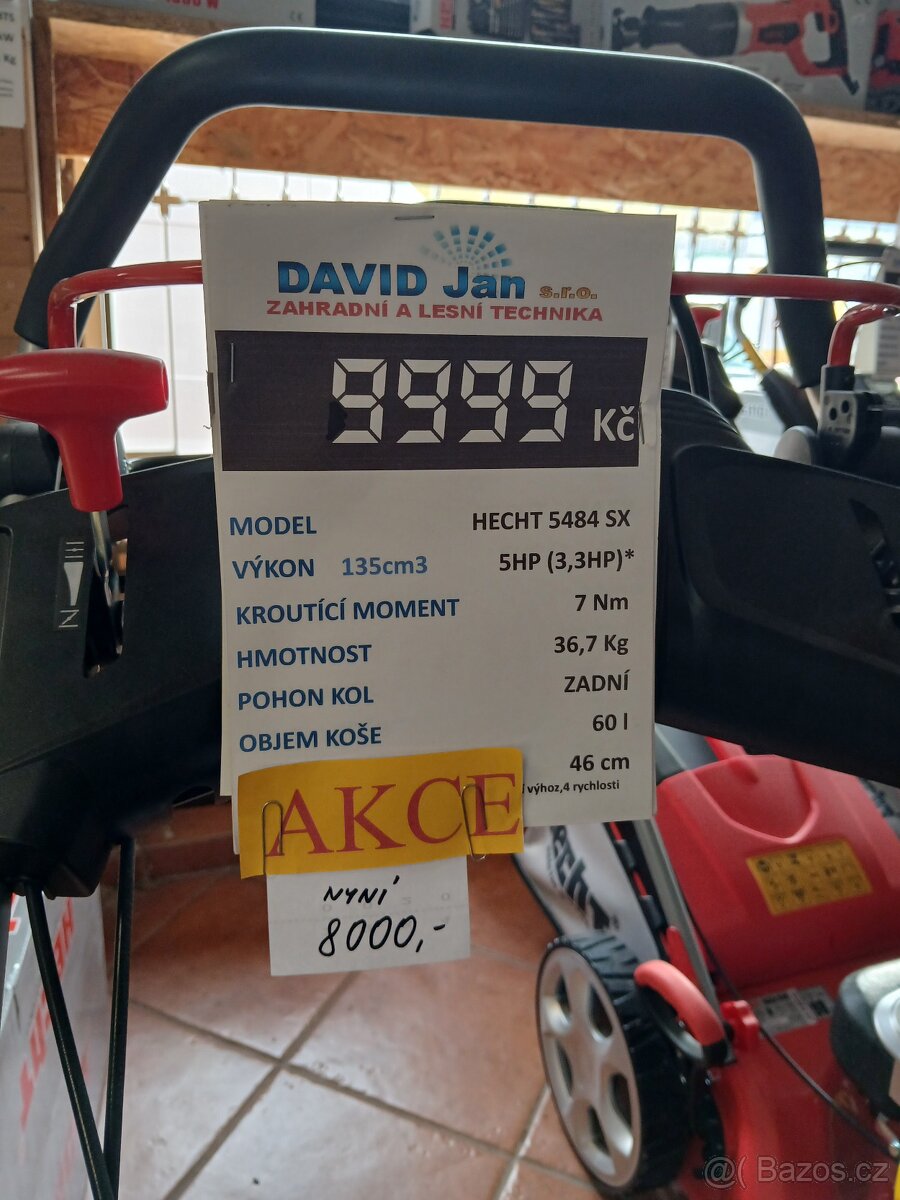 DAVID Jan s.r.o.
ZAHRADNÍ A LESNÍ TECHNIKA
9999 Kč
MODEL HECHT 5484 SX
VÝKON 135cm3 5HP (3,3HP)*
KROUTÍCÍ MOMENT 7 Nm
HMOTNOST 36,7 Kg
POHON KOL ZADNÍ
OBJEM KOŠE 60 l
46 cm
výhoz,4 rychlosti
AKCE
NYNÍ
8000,-
@( Bazos.cz